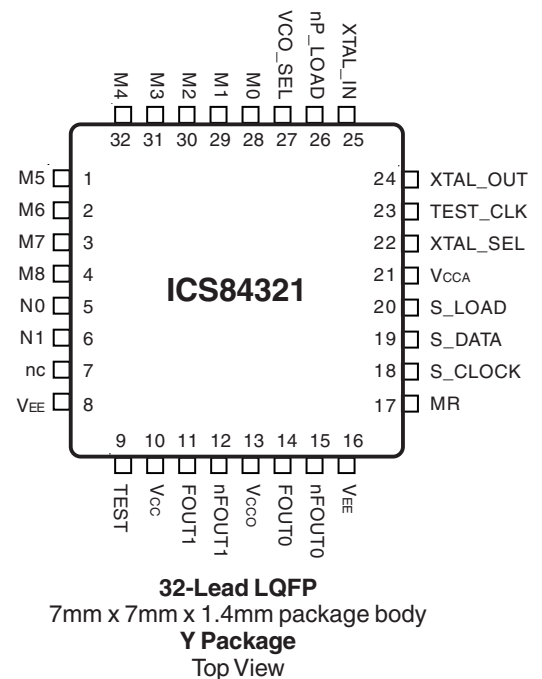 M4 M3 M2 M1 M0 VCO_SEL nP_LOAD XTAL_IN
32 31 30 29 28 27 26 25
M5 1
M6 2
M7 3
M8 4
N0 5
N1 6
nc 7
VEE 8
ICS84321
24 XTAL_OUT
23 TEST_CLK
22 XTAL_SEL
21 VCCA
20 S_LOAD
19 S_DATA
18 S_CLOCK
17 MR
9 10 11 12 13 14 15 16
TEST VCC FOUT1 nFOUT1 VCCO FOUT0 nFOUT0 VEE
32-Lead LQFP
7mm x 7mm x 1.4mm package body
Y Package
Top View